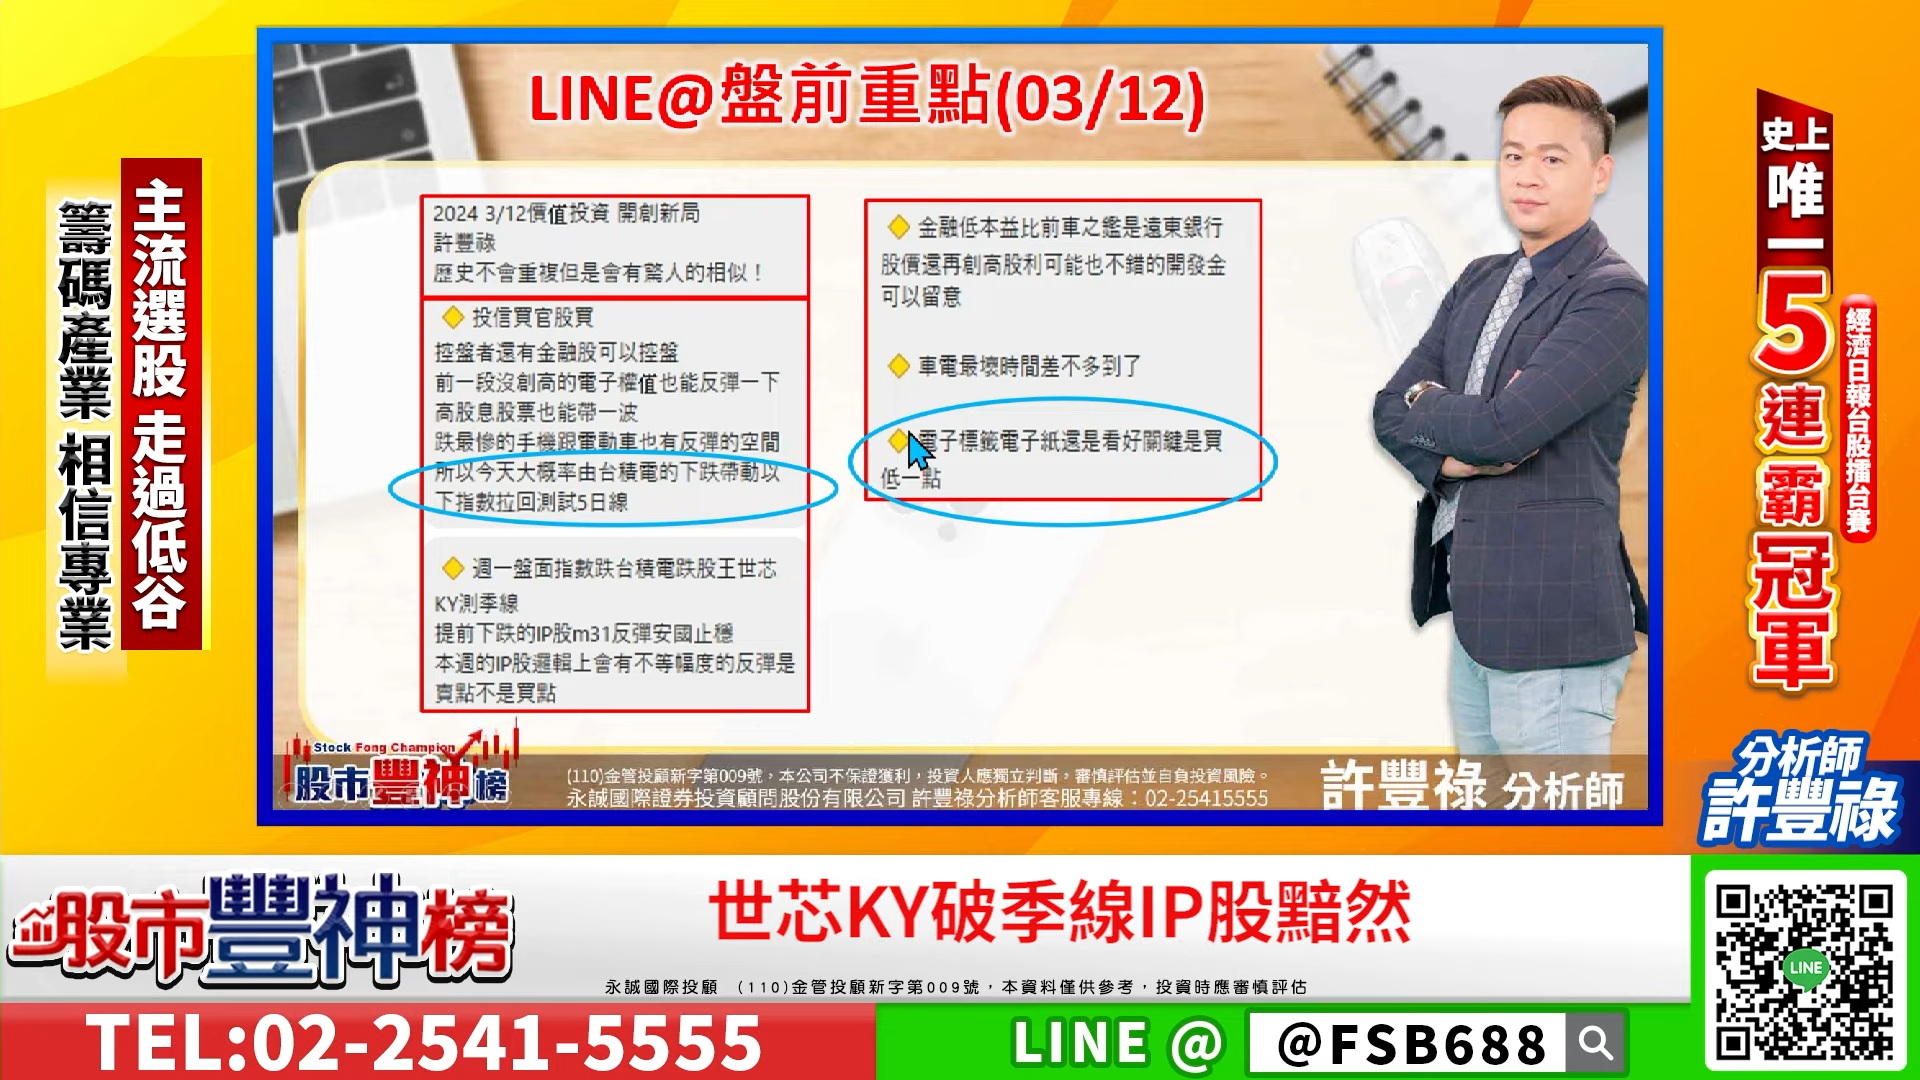 LINE@盤前重點(03/12)
主流選股 走過低谷
籌碼產業 相信專業
2024 3/12價值投資 開創新局
許豐祿
歷史不會重複但是會有驚人的相似！
投信買官股買
控盤者還有金融股可以控盤
前一段沒創高的電子權值也能反彈一下
高股息股票也能帶一波
跌最慘的手機跟電動車也有反彈的空間
所以今天大概率由台積電的下跌帶動以
下指數拉回測試5日線
週一盤面指數跌台積電跌股王世芯
KY測季線
提前下跌的IP股m31反彈安國止穩
本週的IP股邏輯上會有不等幅度的反彈是
賣點不是買點
金融低本益比前車之鑑是遠東銀行
股價還再創高股利可能也不錯的開發金
可以留意
車電最壞時間差不多到了
電子標籤電子紙還是看好關鍵是買
低一點
史上唯一5連霸冠軍
經濟日報台股擂台賽
分析師
許豐祿
Stock Fong Champion
股市豐神榜
(110)金管投顧新字第009號，本公司不保證獲利，投資人應獨立判斷，審慎評估並自負投資風險。
永誠國際證券投資顧問股份有限公司 許豐祿分析師客服專線：02-25415555
許豐祿 分析師
股市豐神榜
世芯KY破季線IP股黯然
永誠國際投顧 (110)金管投顧新字第009號，本資料僅供參考，投資時應審慎評估
TEL:02-2541-5555
LINE @ @FSB688
LINE